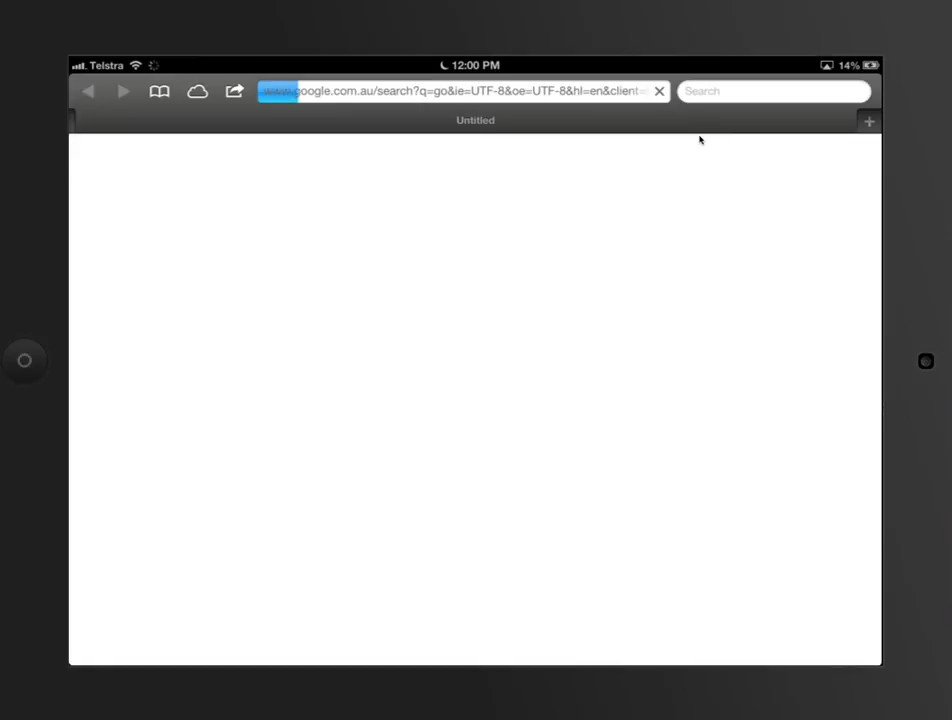 Telstra 12:00 PM 14%
www.google.com.au/search?q=go&ie=UTF-8&oe=UTF-8&hl=en&client= Search
Untitled